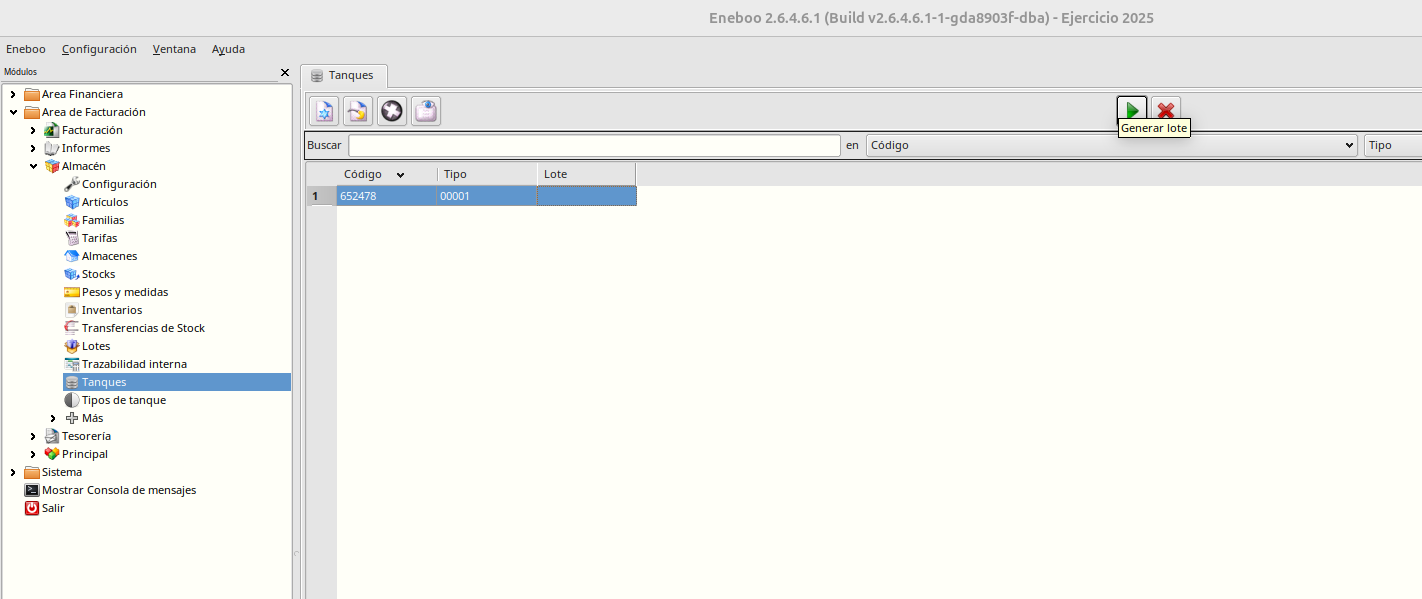 Eneboo 2.6.4.6.1 (Build v2.6.4.6.1-1-gda8903f-dba) - Ejercicio 2025
Eneboo Configuración Ventana Ayuda
Módulos
Area Financiera
Area de Facturación
Facturación
Informes
Almacén
Configuración
Artículos
Familias
Tarifas
Almacenes
Stocks
Pesos y medidas
Inventarios
Transferencias de Stock
Lotes
Trazabilidad interna
Tanques
Tipos de tanque
Más
Tesorería
Principal
Sistema
Mostrar Consola de mensajes
Salir
Tanques
Generar lote
Buscar en Código Tipo
Código Tipo Lote
1 652478 00001